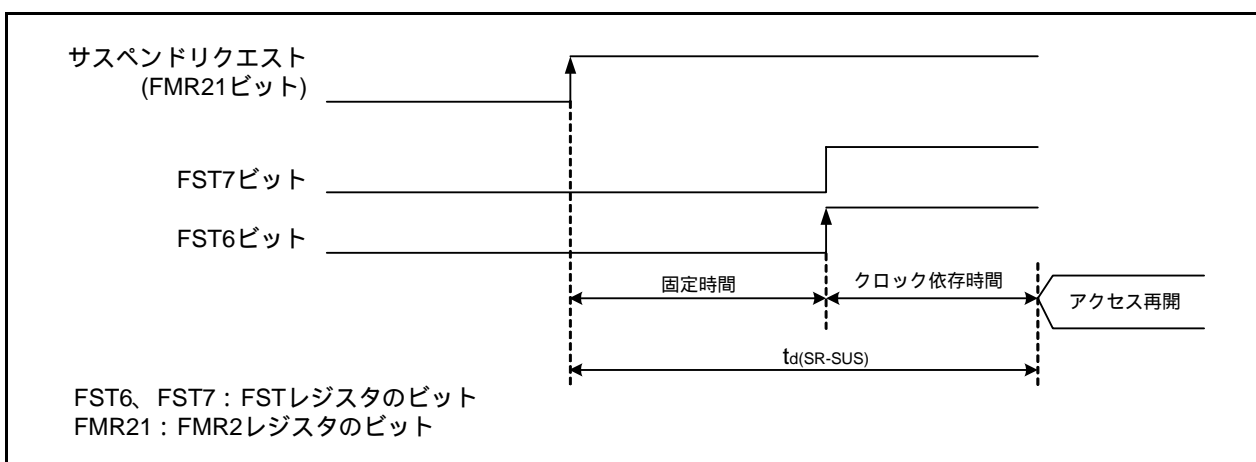 サスペンドリクエスト
(FMR21ビット)
FST7ビット
FST6ビット
固定時間
クロック依存時間
アクセス再開
td(SR-SUS)
FST6、FST7：FSTレジスタのビット
FMR21：FMR2レジスタのビット